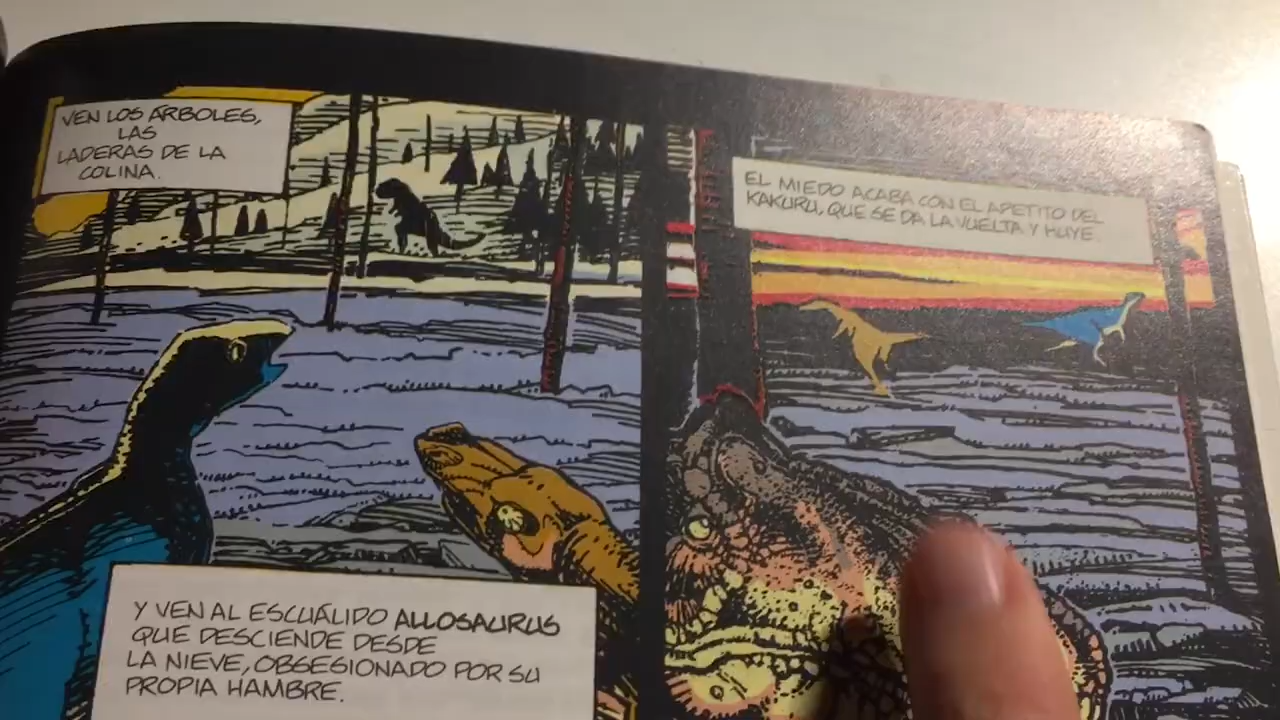 VEN LOS ÁRBOLES,
LAS
LADERAS DE LA
COLINA.
Y VEN AL ESCUÁLIDO ALLOSAURUS
QUE DESCIENDE DESDE
LA NIEVE, OBSESIONADO POR SU
PROPIA HAMBRE.
EL MIEDO ACABA CON EL APETITO DEL
KAKURU, QUE SE DA LA VUELTA Y HUYE.